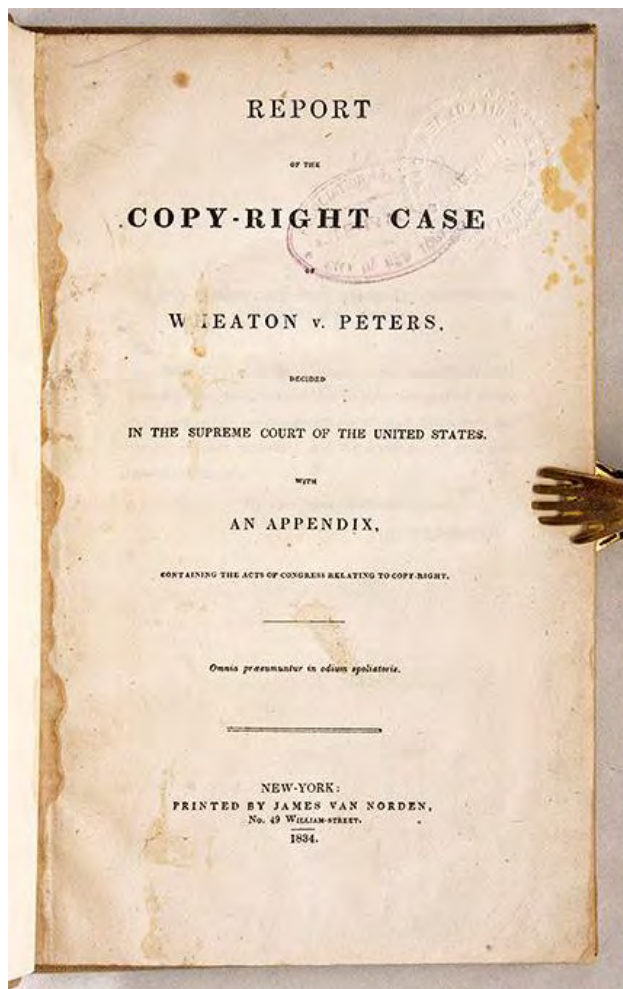 REPORT
OF THE
COPY-RIGHT CASE
OF
WHEATON v. PETERS,
DECIDED
IN THE SUPREME COURT OF THE UNITED STATES.
WITH
AN APPENDIX,
CONTAINING THE ACTS OF CONGRESS RELATING TO COPY-RIGHT.
Omnia præsumuntur in odium spoliatoris.
NEW-YORK:
PRINTED BY JAMES VAN NORDEN,
No. 49 WILLIAM-STREET.
1834.